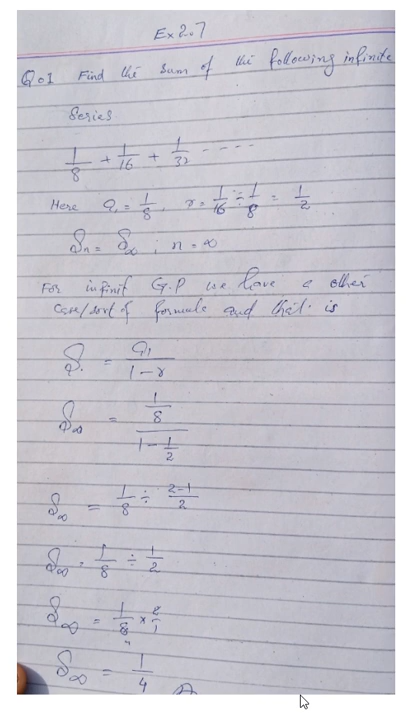 Ex 2.7
Q.01 Find the sum of the following infinite
Series
1/8 + 1/16 + 1/32 - - - -
Here a₁ = 1/8, r = 1/16 ÷ 1/8 = 1/2
Sn = S∞ ; n = ∞
For infinit G.P we have a other
case/sort of formula and that is
S. = a₁/(1-r)
S∞ = (1/8)/(1 - 1/2)
S∞ = 1/8 ÷ (2-1)/2
S∞ = 1/8 ÷ 1/2
S∞ = 1/8 × 2/1
4
S∞ = 1/4